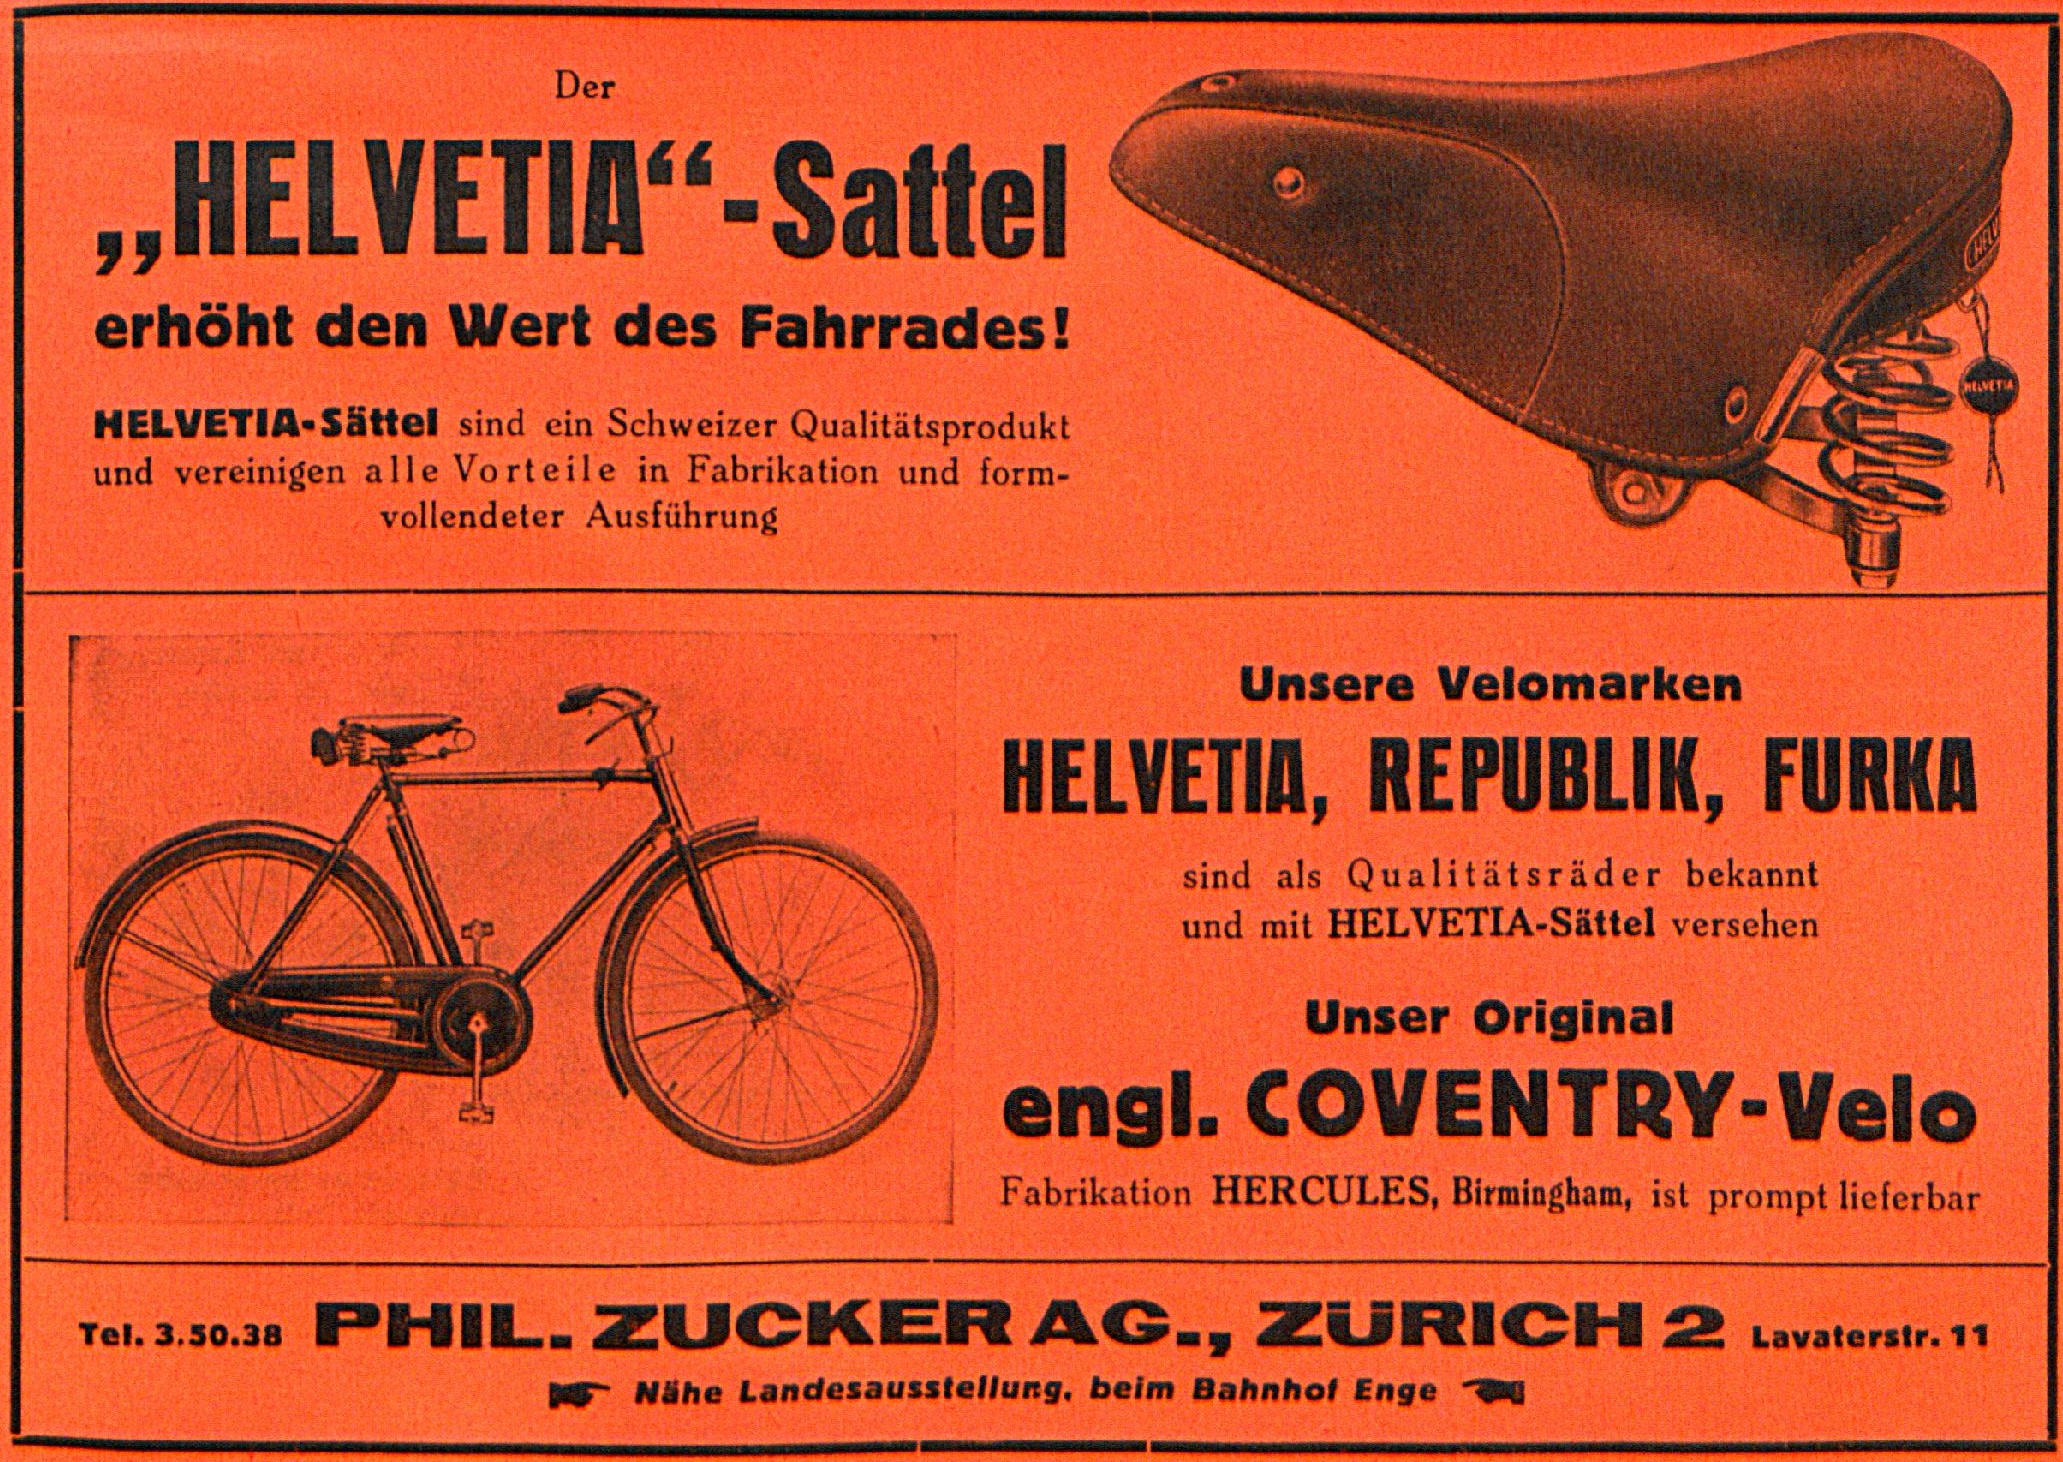 Der
„HELVETIA“-Sattel
erhöht den Wert des Fahrrades!
HELVETIA-Sättel sind ein Schweizer Qualitätsprodukt
und vereinigen alle Vorteile in Fabrikation und form-
vollendeter Ausführung
HELV
HELVETIA
Unsere Velomarken
HELVETIA, REPUBLIK, FURKA
sind als Qualitätsräder bekannt
und mit HELVETIA-Sättel versehen
Unser Original
engl. COVENTRY-Velo
Fabrikation HERCULES, Birmingham, ist prompt lieferbar
Tel. 3.50.38 PHIL. ZUCKER AG., ZÜRICH 2 Lavaterstr. 11
Nähe Landesausstellung, beim Bahnhof Enge